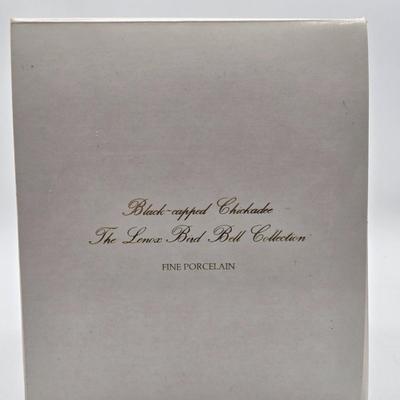 Black-capped Chickadee
The Lenox Bird Bell Collection
FINE PORCELAIN